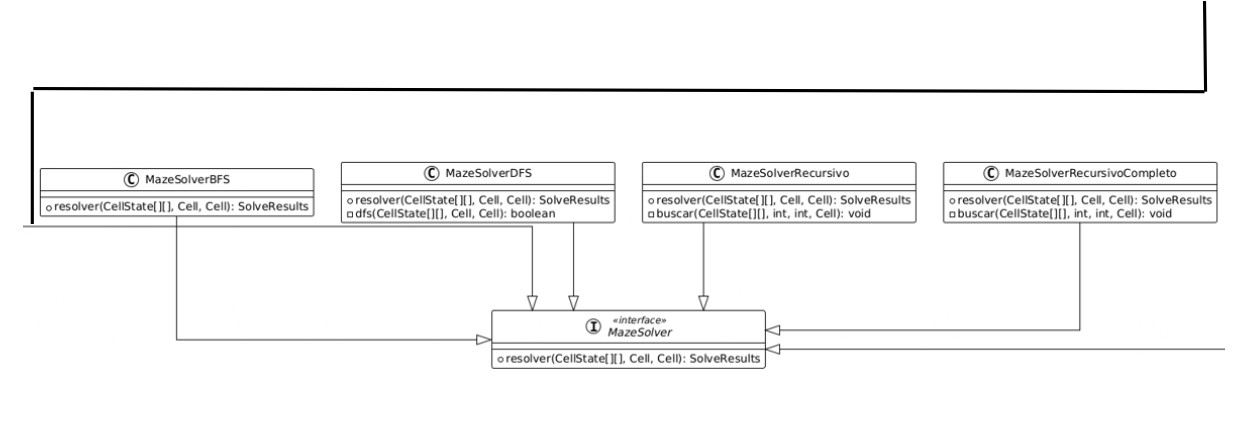 C MazeSolverBFS
resolver(CellState[][], Cell, Cell): SolveResults
C MazeSolverDFS
resolver(CellState[][], Cell, Cell): SolveResults
dfs(CellState[][], Cell, Cell): boolean
C MazeSolverRecursivo
resolver(CellState[][], Cell, Cell): SolveResults
buscar(CellState[][], int, int, Cell): void
C MazeSolverRecursivoCompleto
resolver(CellState[][], Cell, Cell): SolveResults
buscar(CellState[][], int, int, Cell): void
I «interface»
MazeSolver
resolver(CellState[][], Cell, Cell): SolveResults